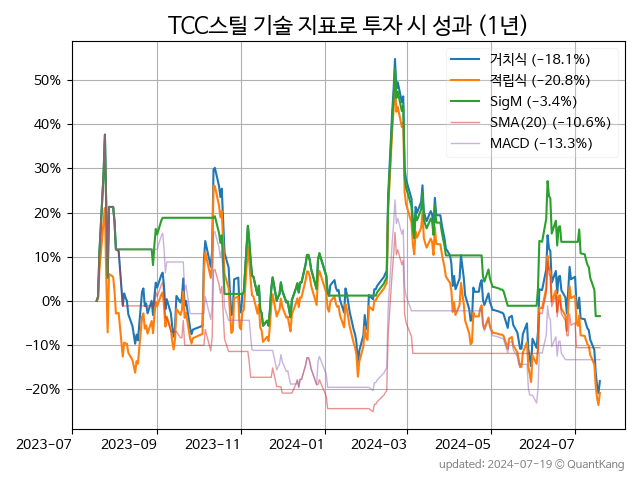 TCC스틸 기술 지표로 투자 시 성과 (1년)
거치식 (−18.1%)
적립식 (−20.8%)
SigM (−3.4%)
SMA(20) (−10.6%)
MACD (−13.3%)
50%
40%
30%
20%
10%
0%
−10%
−20%
2023-07 2023-09 2023-11 2024-01 2024-03 2024-05 2024-07
updated: 2024-07-19 © QuantKang